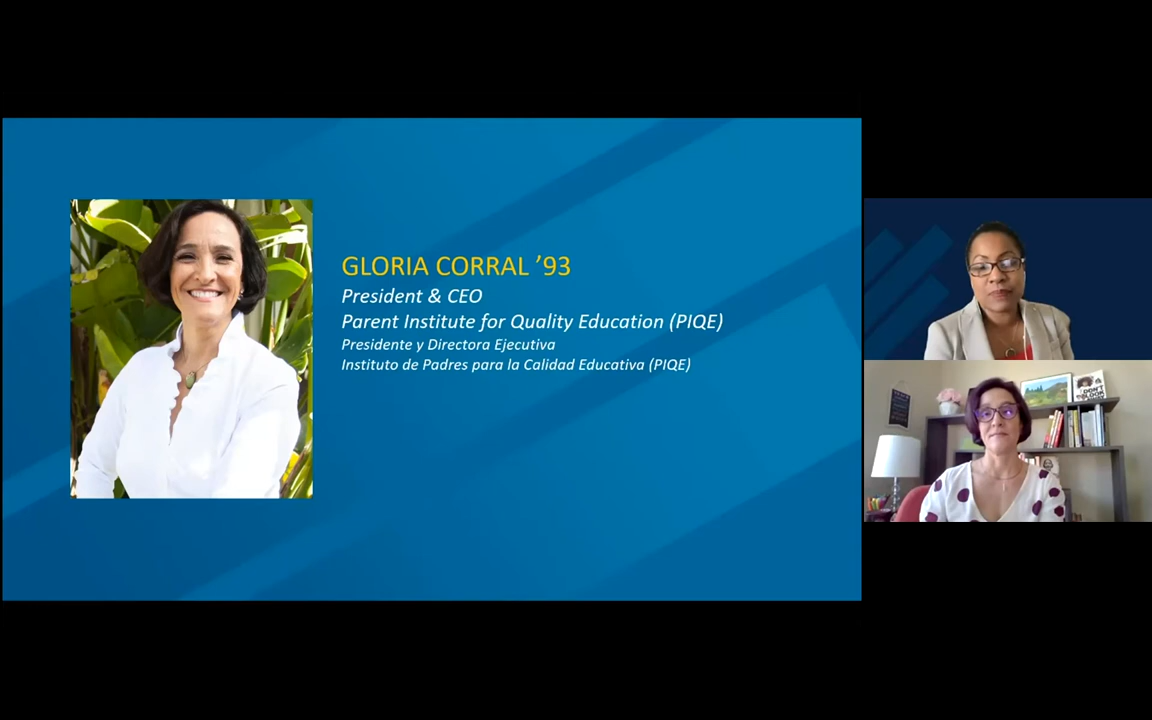 GLORIA CORRAL ’93
President & CEO
Parent Institute for Quality Education (PIQE)
Presidente y Directora Ejecutiva
Instituto de Padres para la Calidad Educativa (PIQE)
DON'T